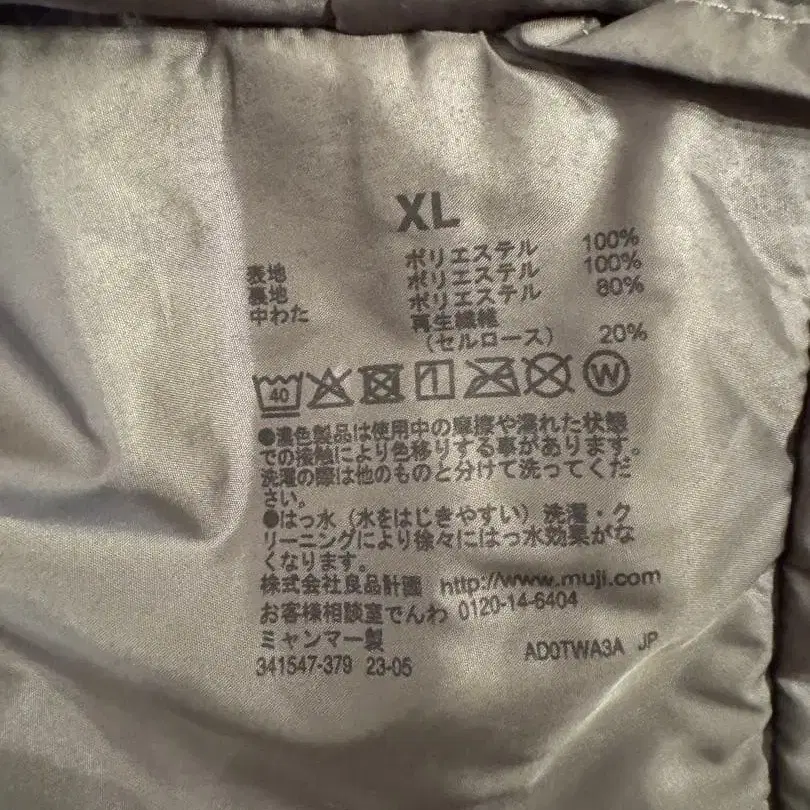 XL
表地 ポリエステル 100%
裏地 ポリエステル 100%
中わた ポリエステル 80%
再生繊維
(セルロース) 20%
40 W
●濃色製品は使用中の摩擦や濡れた状態
での接触により色移りする事があります。
洗濯の際は他のものと分けて洗ってくだ
さい。
●はっ水(水をはじきやすい)洗濯・ク
リーニングにより徐々にはっ水効果がな
くなります。
株式会社良品計画 http://www.muji.com
お客様相談室でんわ 0120-14-6404
ミャンマー製
341547-379 23-05 AD0TWA3A JP